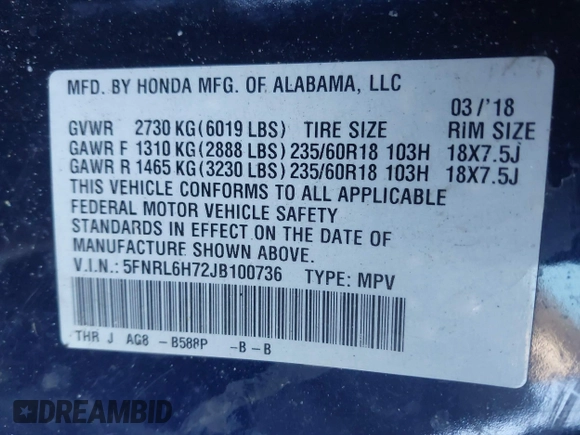 MFD. BY HONDA MFG. OF ALABAMA, LLC
03/'18
GVWR 2730 KG(6019 LBS) TIRE SIZE RIM SIZE
GAWR F 1310 KG(2888 LBS) 235/60R18 103H 18X7.5J
GAWR R 1465 KG(3230 LBS) 235/60R18 103H 18X7.5J
THIS VEHICLE CONFORMS TO ALL APPLICABLE
FEDERAL MOTOR VEHICLE SAFETY
STANDARDS IN EFFECT ON THE DATE OF
MANUFACTURE SHOWN ABOVE.
V.I.N.: 5FNRL6H72JB100736 TYPE: MPV
THR J AG8 -B588P -B-B
DREAMBID